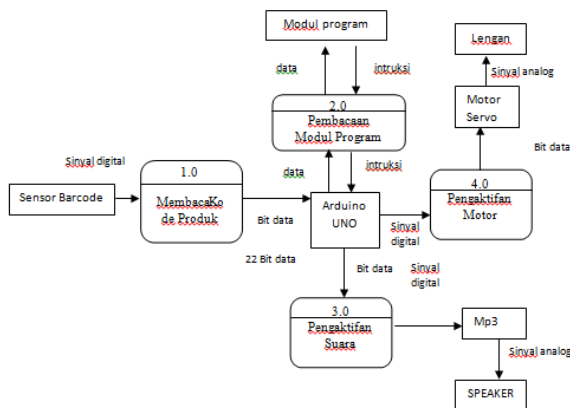 Modul program
data
intruksi
2.0
Pembacaan
Modul Program
data
intruksi
Lengan
Sinyal analog
Motor
Servo
Bit data
4.0
Pengaktifan
Motor
Sinyal digital
Sensor Barcode
1.0
MembacaKo
de Produk
Bit data
22 Bit data
Arduino
UNO
Sinyal
digital
Bit data
Sinyal
digital
3.0
Pengaktifan
Suara
Mp3
Sinyal analog
SPEAKER